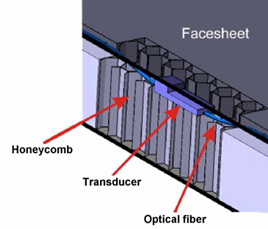 Facesheet
Honeycomb
Transducer
Optical fiber